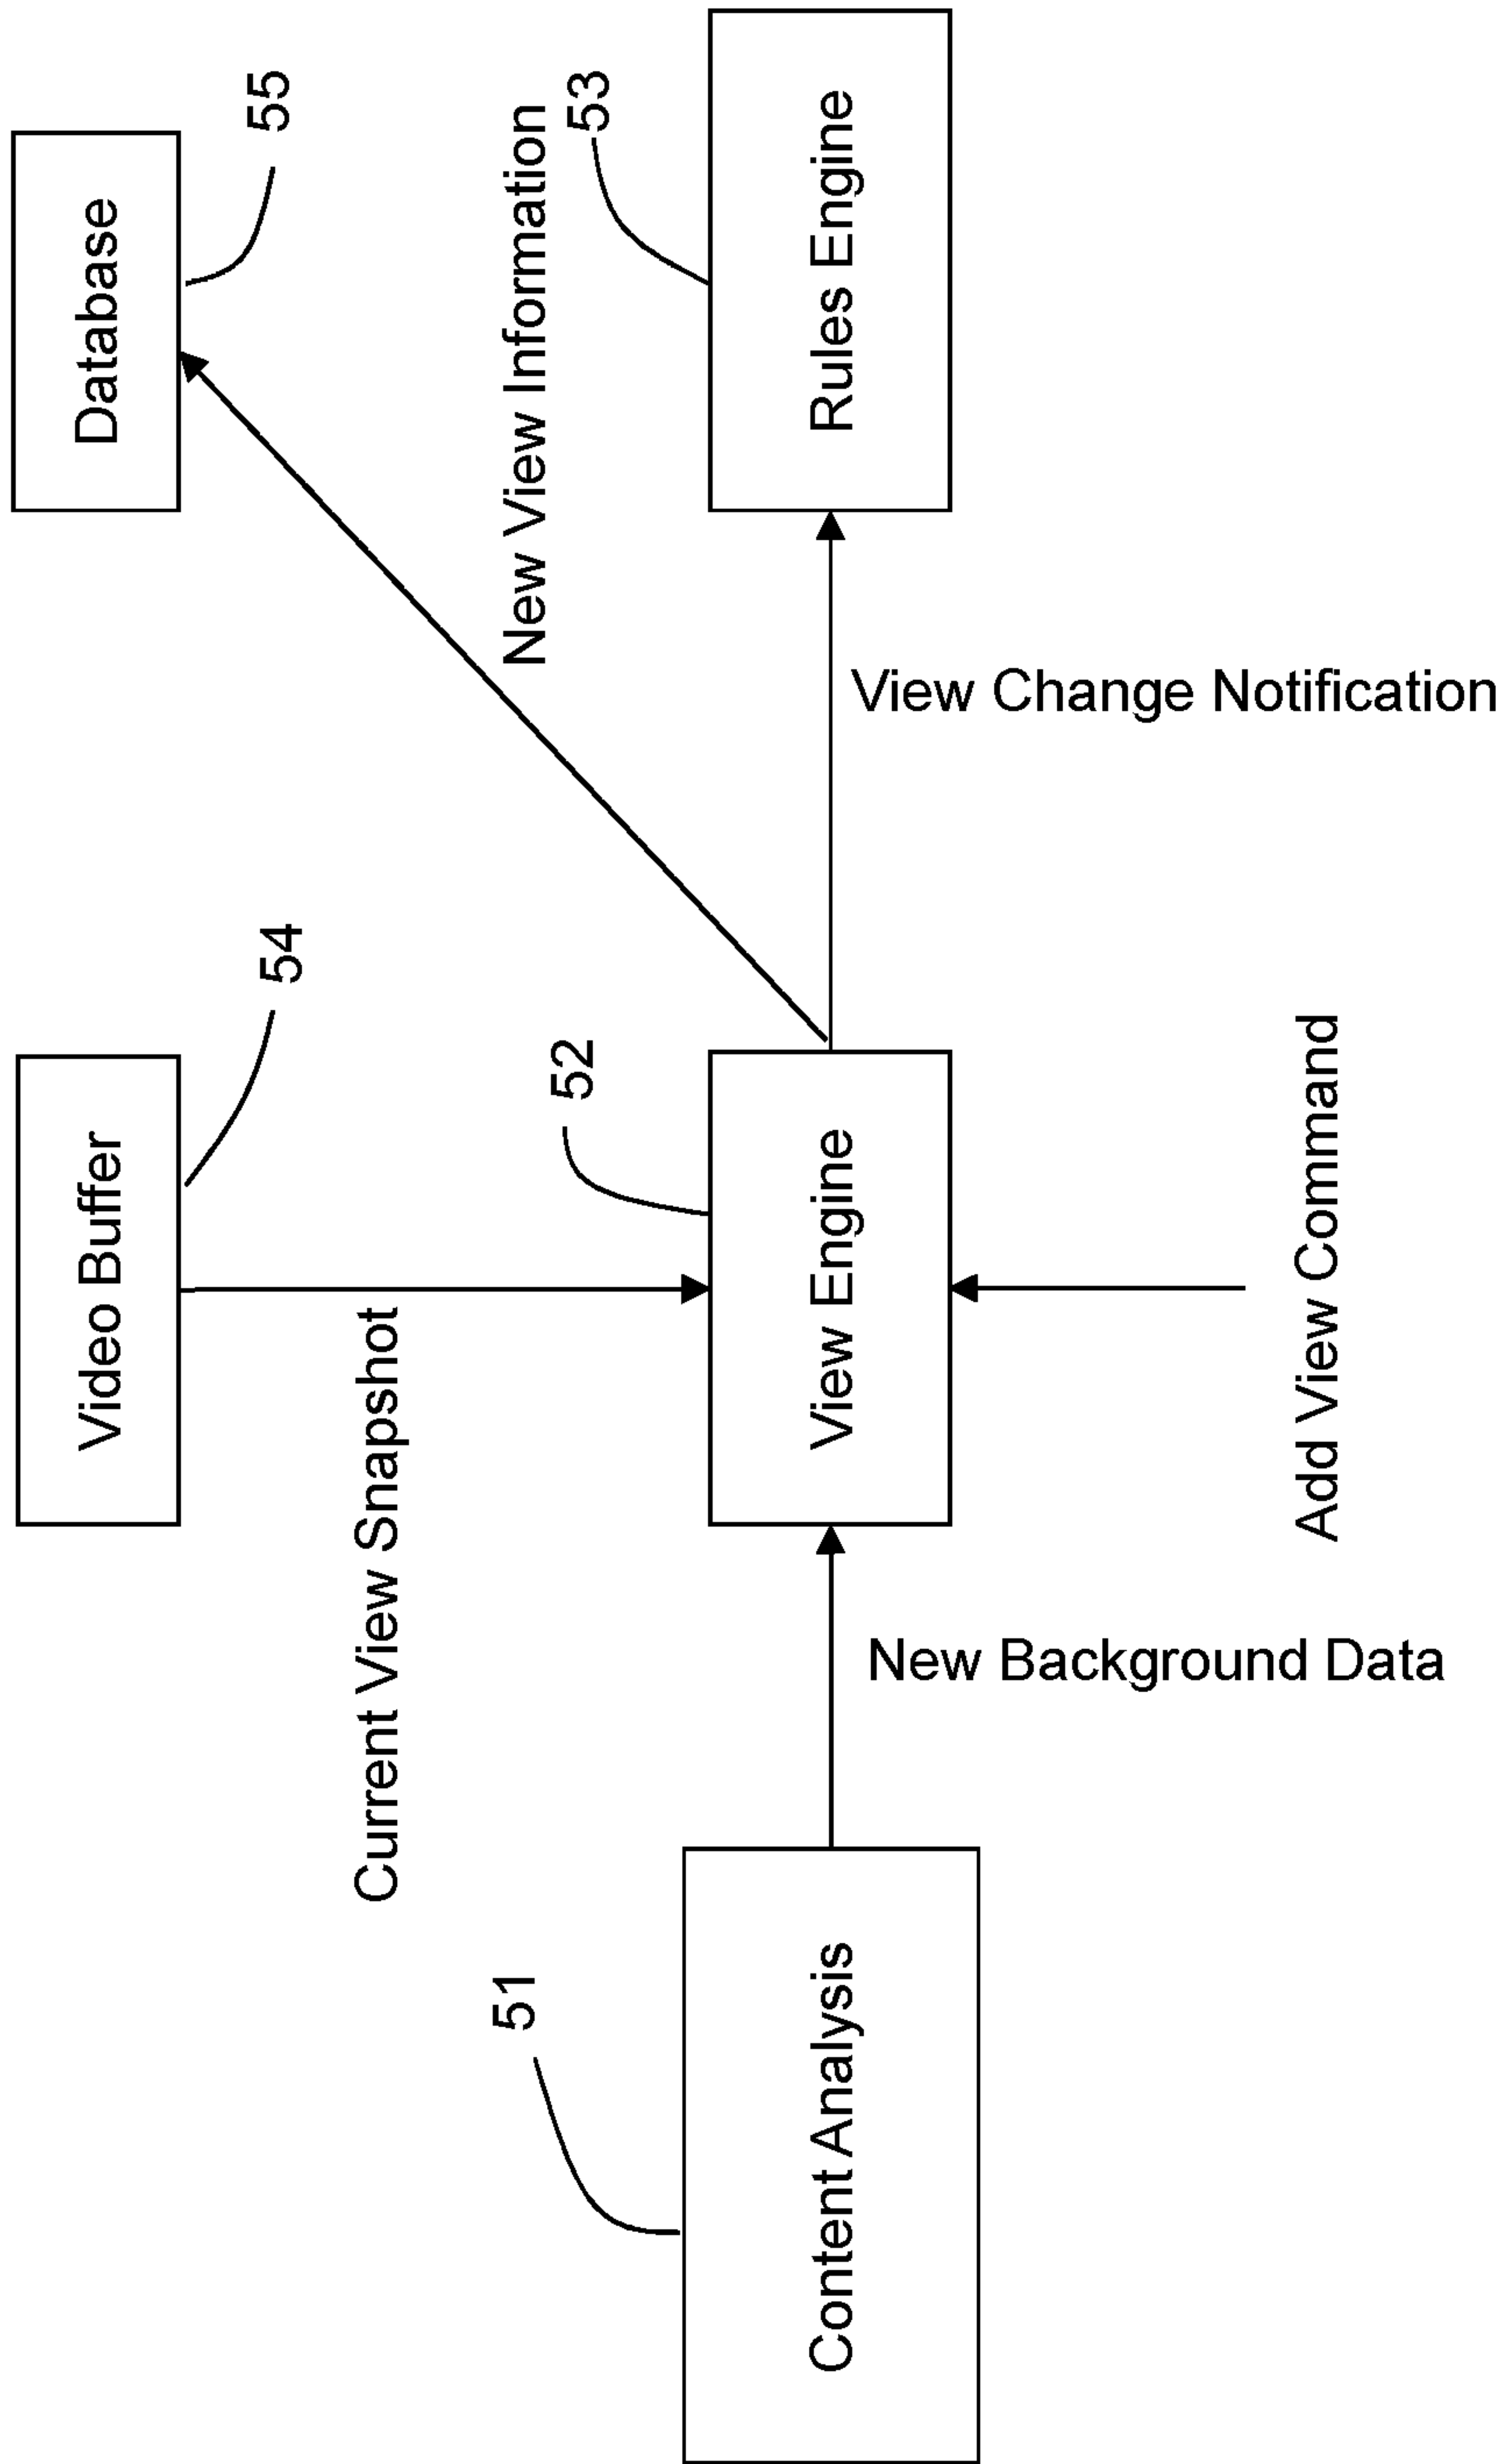 Video Buffer
54
Database
55
Current View Snapshot
New View Information
51
52
53
Content Analysis
View Engine
Rules Engine
New Background Data
View Change Notification
Add View Command